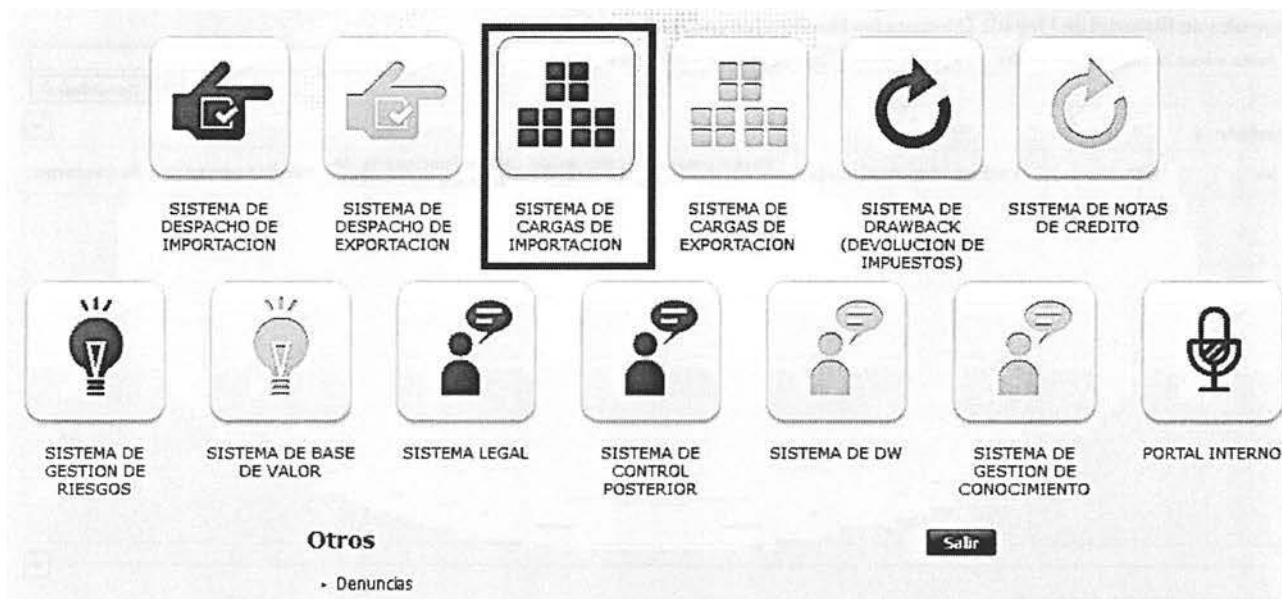 SISTEMA DE
DESPACHO DE
IMPORTACION
SISTEMA DE
DESPACHO DE
EXPORTACION
SISTEMA DE
CARGAS DE
IMPORTACION
SISTEMA DE
CARGAS DE
EXPORTACION
SISTEMA DE
DRAWBACK
(DEVOLUCION DE
IMPUESTOS)
SISTEMA DE NOTAS
DE CREDITO
SISTEMA DE
GESTION DE
RIESGOS
SISTEMA DE BASE
DE VALOR
SISTEMA LEGAL
SISTEMA DE
CONTROL
POSTERIOR
SISTEMA DE DW
SISTEMA DE
GESTION DE
CONOCIMIENTO
PORTAL INTERNO
Otros
Salir
Denuncias